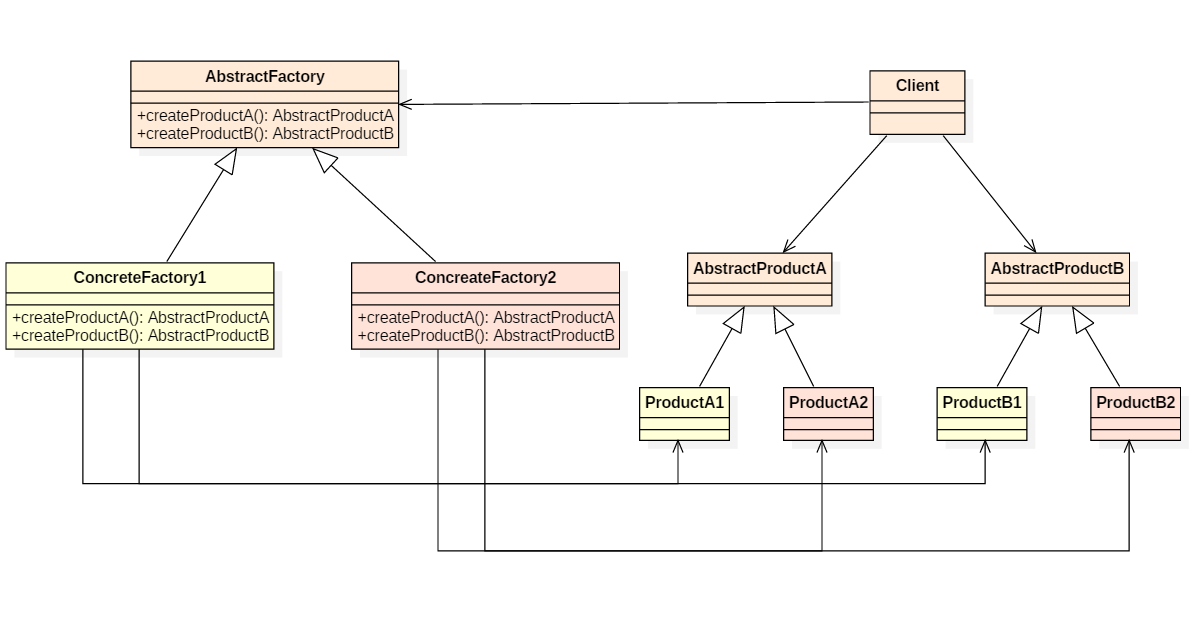 AbstractFactory
+createProductA(): AbstractProductA
+createProductB(): AbstractProductB
Client
ConcreteFactory1
+createProductA(): AbstractProductA
+createProductB(): AbstractProductB
ConcreateFactory2
+createProductA(): AbstractProductA
+createProductB(): AbstractProductB
AbstractProductA
AbstractProductB
ProductA1
ProductA2
ProductB1
ProductB2